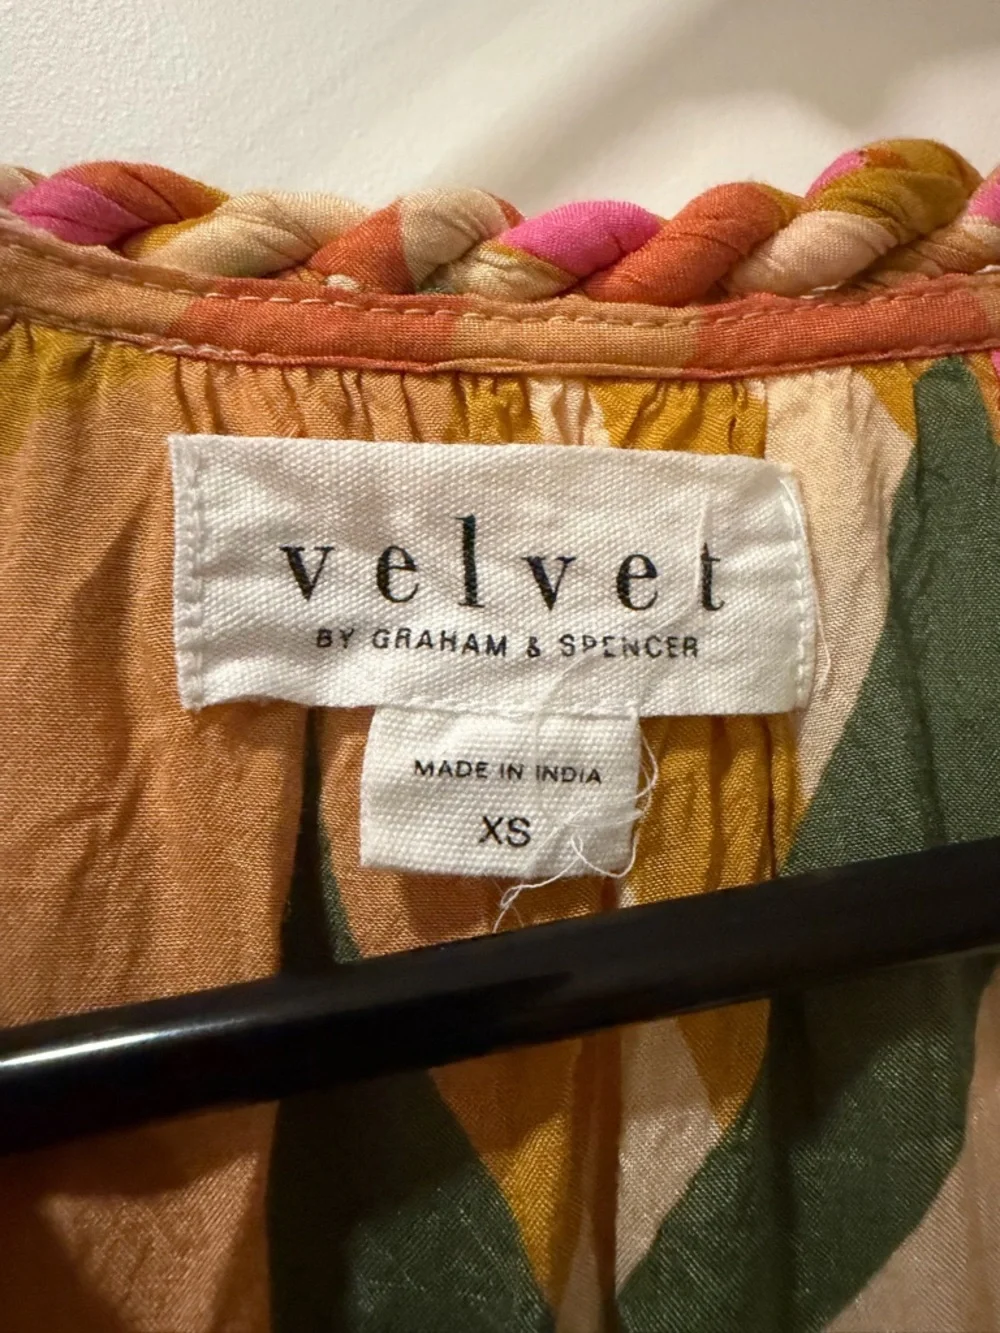 velvet
BY GRAHAM & SPENCER
MADE IN INDIA
XS